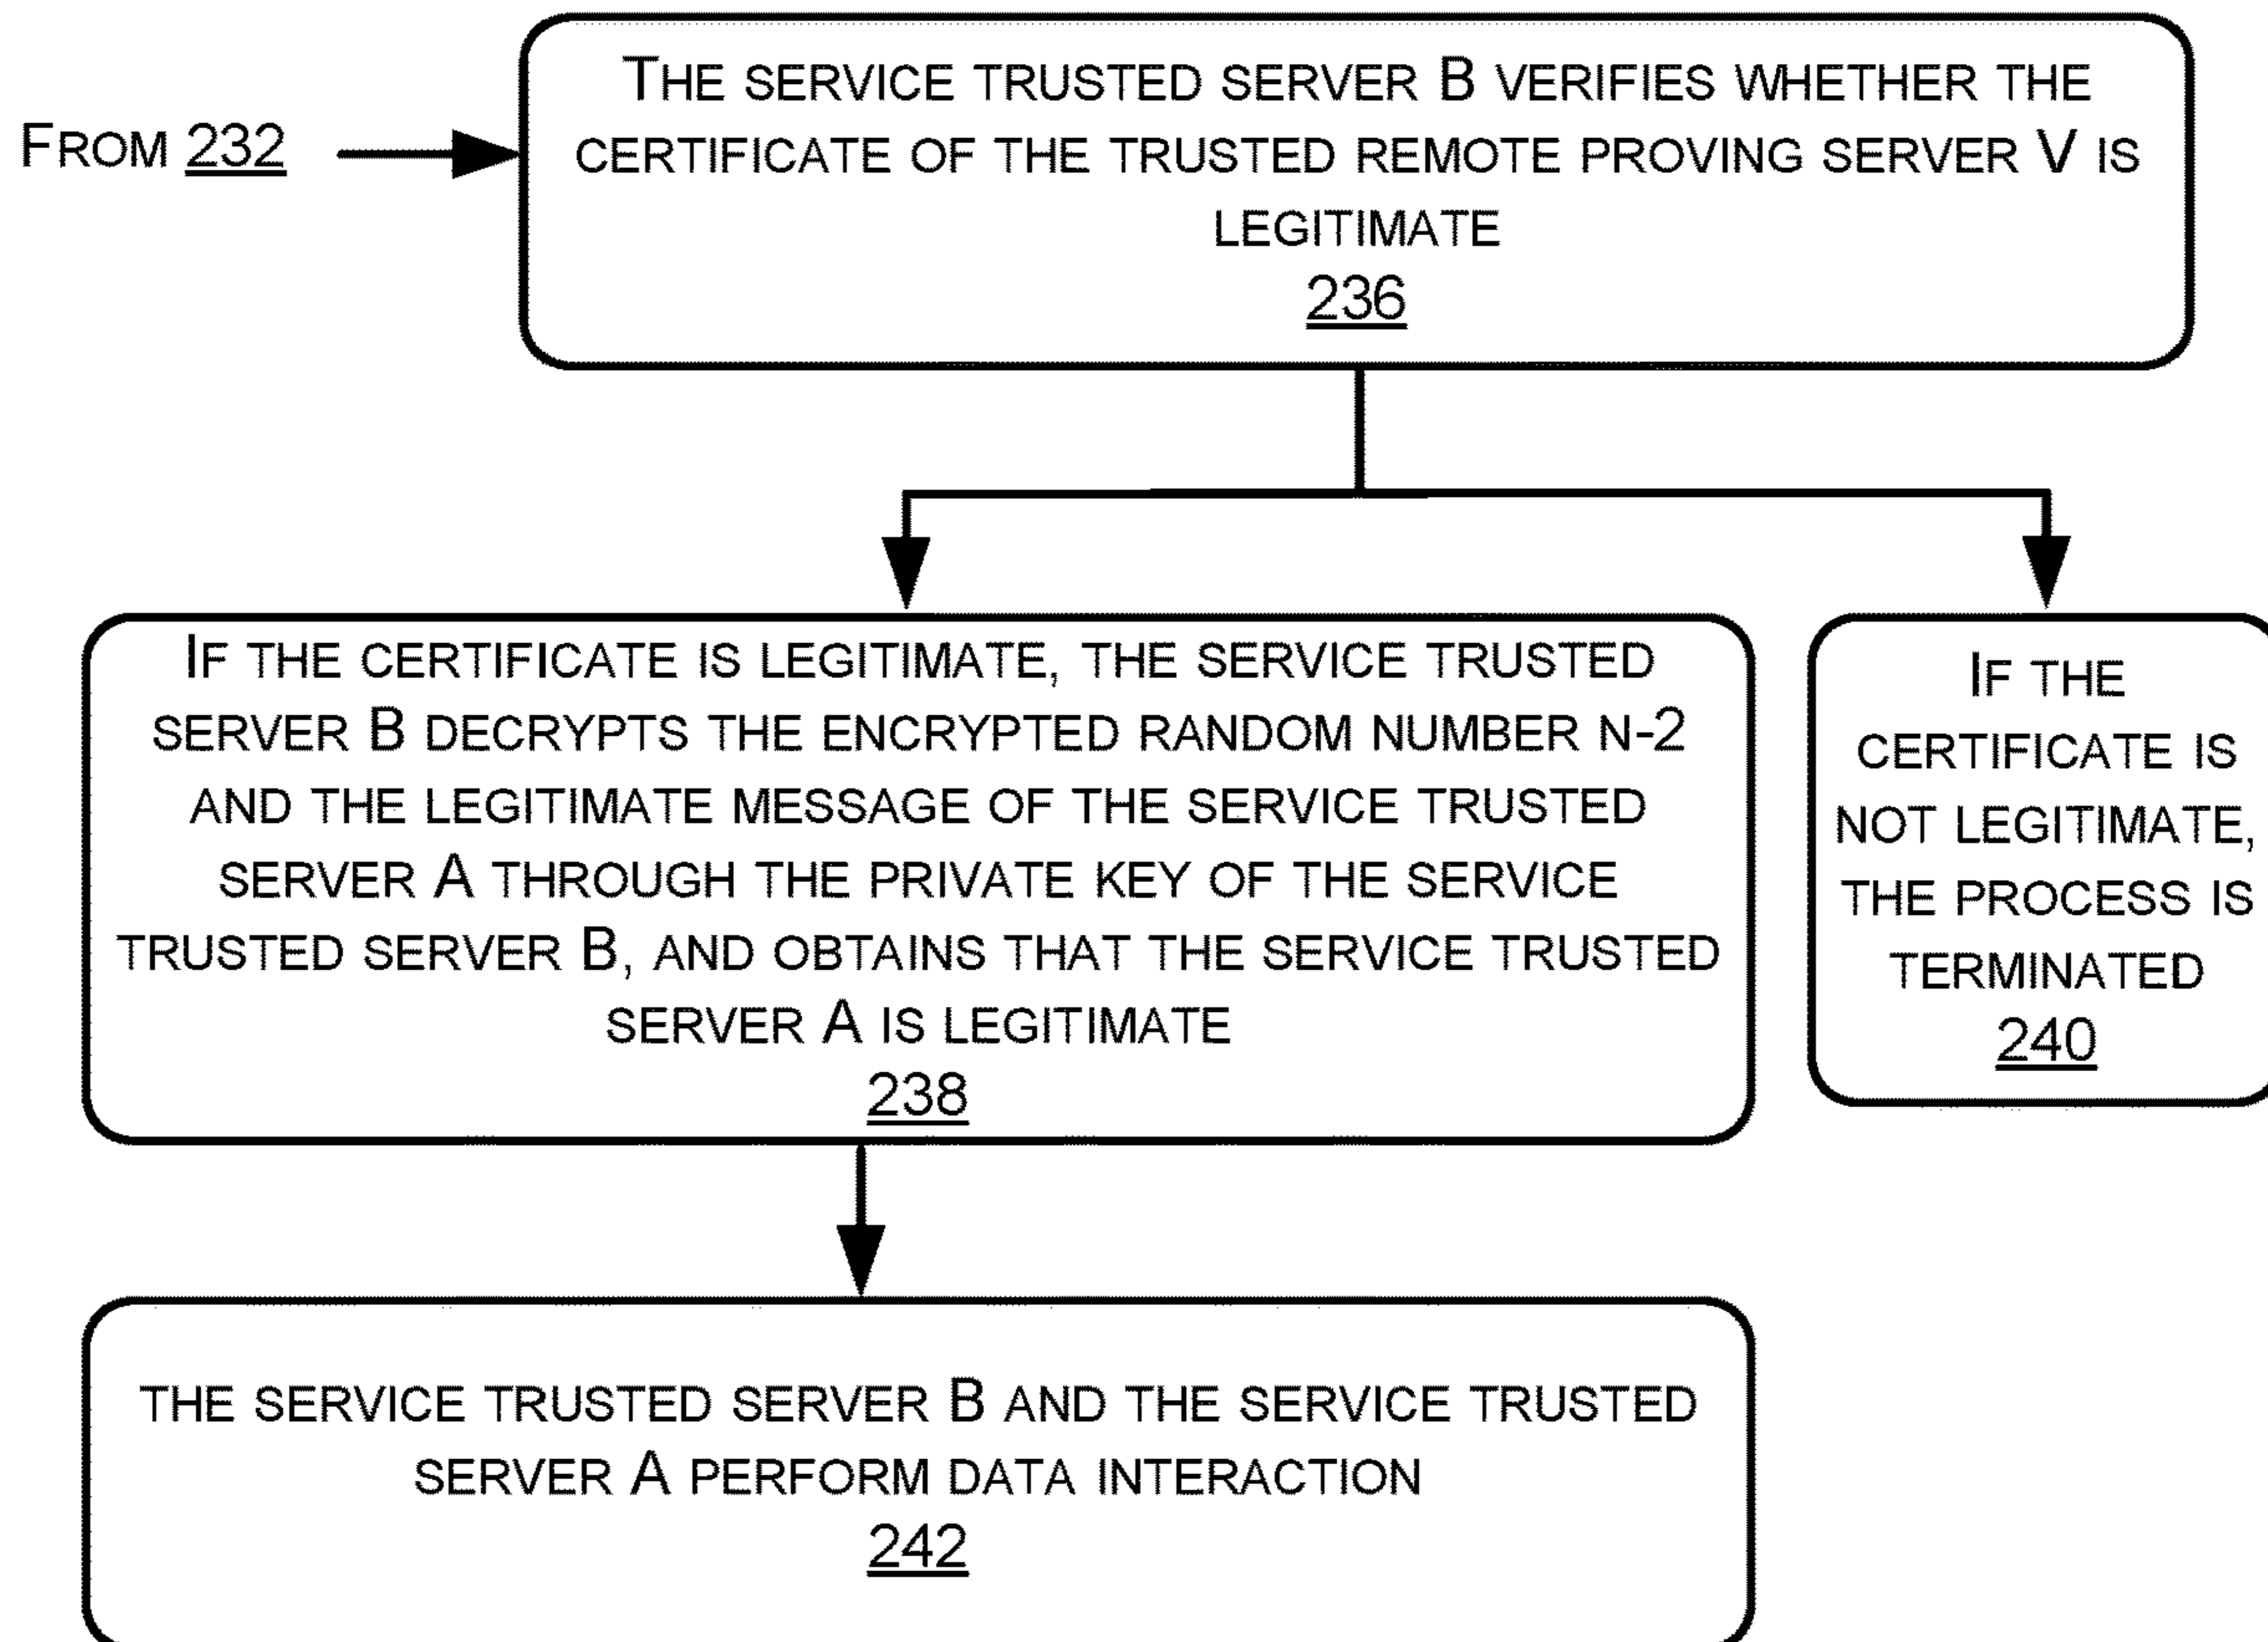 FROM 232
THE SERVICE TRUSTED SERVER B VERIFIES WHETHER THE
CERTIFICATE OF THE TRUSTED REMOTE PROVING SERVER V IS
LEGITIMATE
236
IF THE CERTIFICATE IS LEGITIMATE, THE SERVICE TRUSTED
SERVER B DECRYPTS THE ENCRYPTED RANDOM NUMBER N-2
AND THE LEGITIMATE MESSAGE OF THE SERVICE TRUSTED
SERVER A THROUGH THE PRIVATE KEY OF THE SERVICE
TRUSTED SERVER B, AND OBTAINS THAT THE SERVICE TRUSTED
SERVER A IS LEGITIMATE
238
IF THE
CERTIFICATE IS
NOT LEGITIMATE,
THE PROCESS IS
TERMINATED
240
THE SERVICE TRUSTED SERVER B AND THE SERVICE TRUSTED
SERVER A PERFORM DATA INTERACTION
242